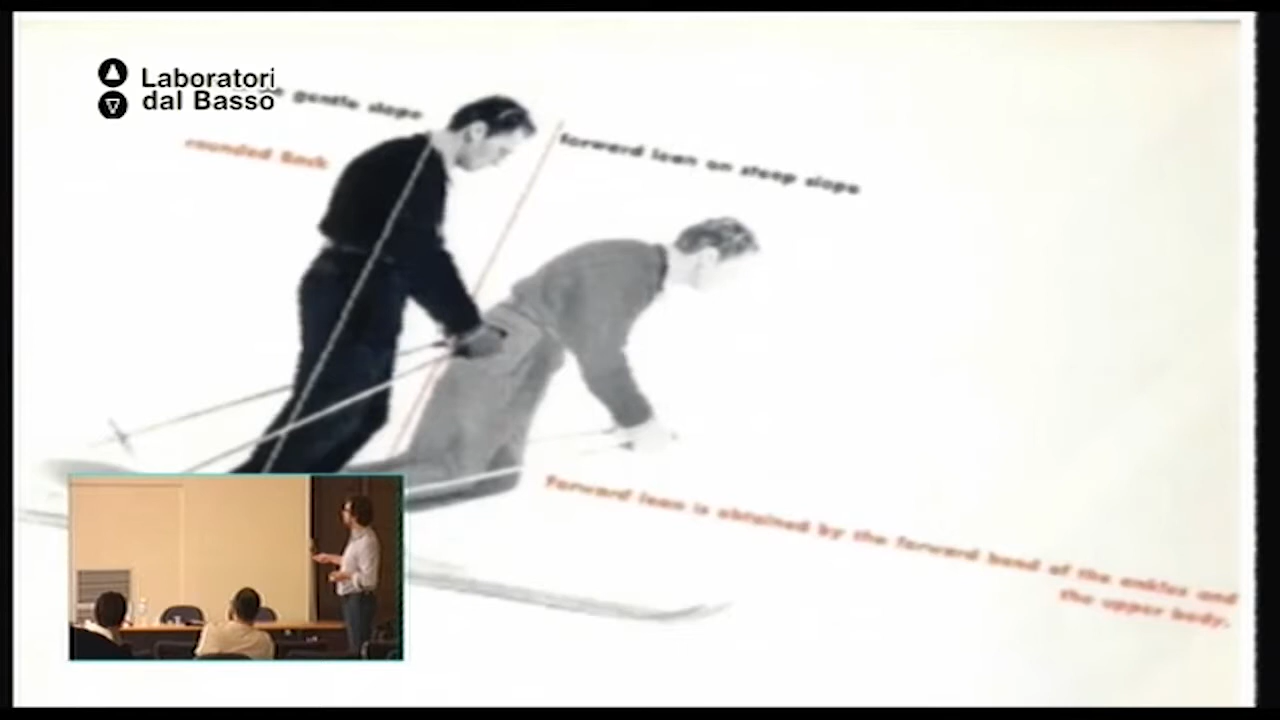 Laboratori
dal Basso
gentle slope
rounded Back
forward lean on steep slope
Forward lean is obtained by the forward bend of the ankles and
the upper body.